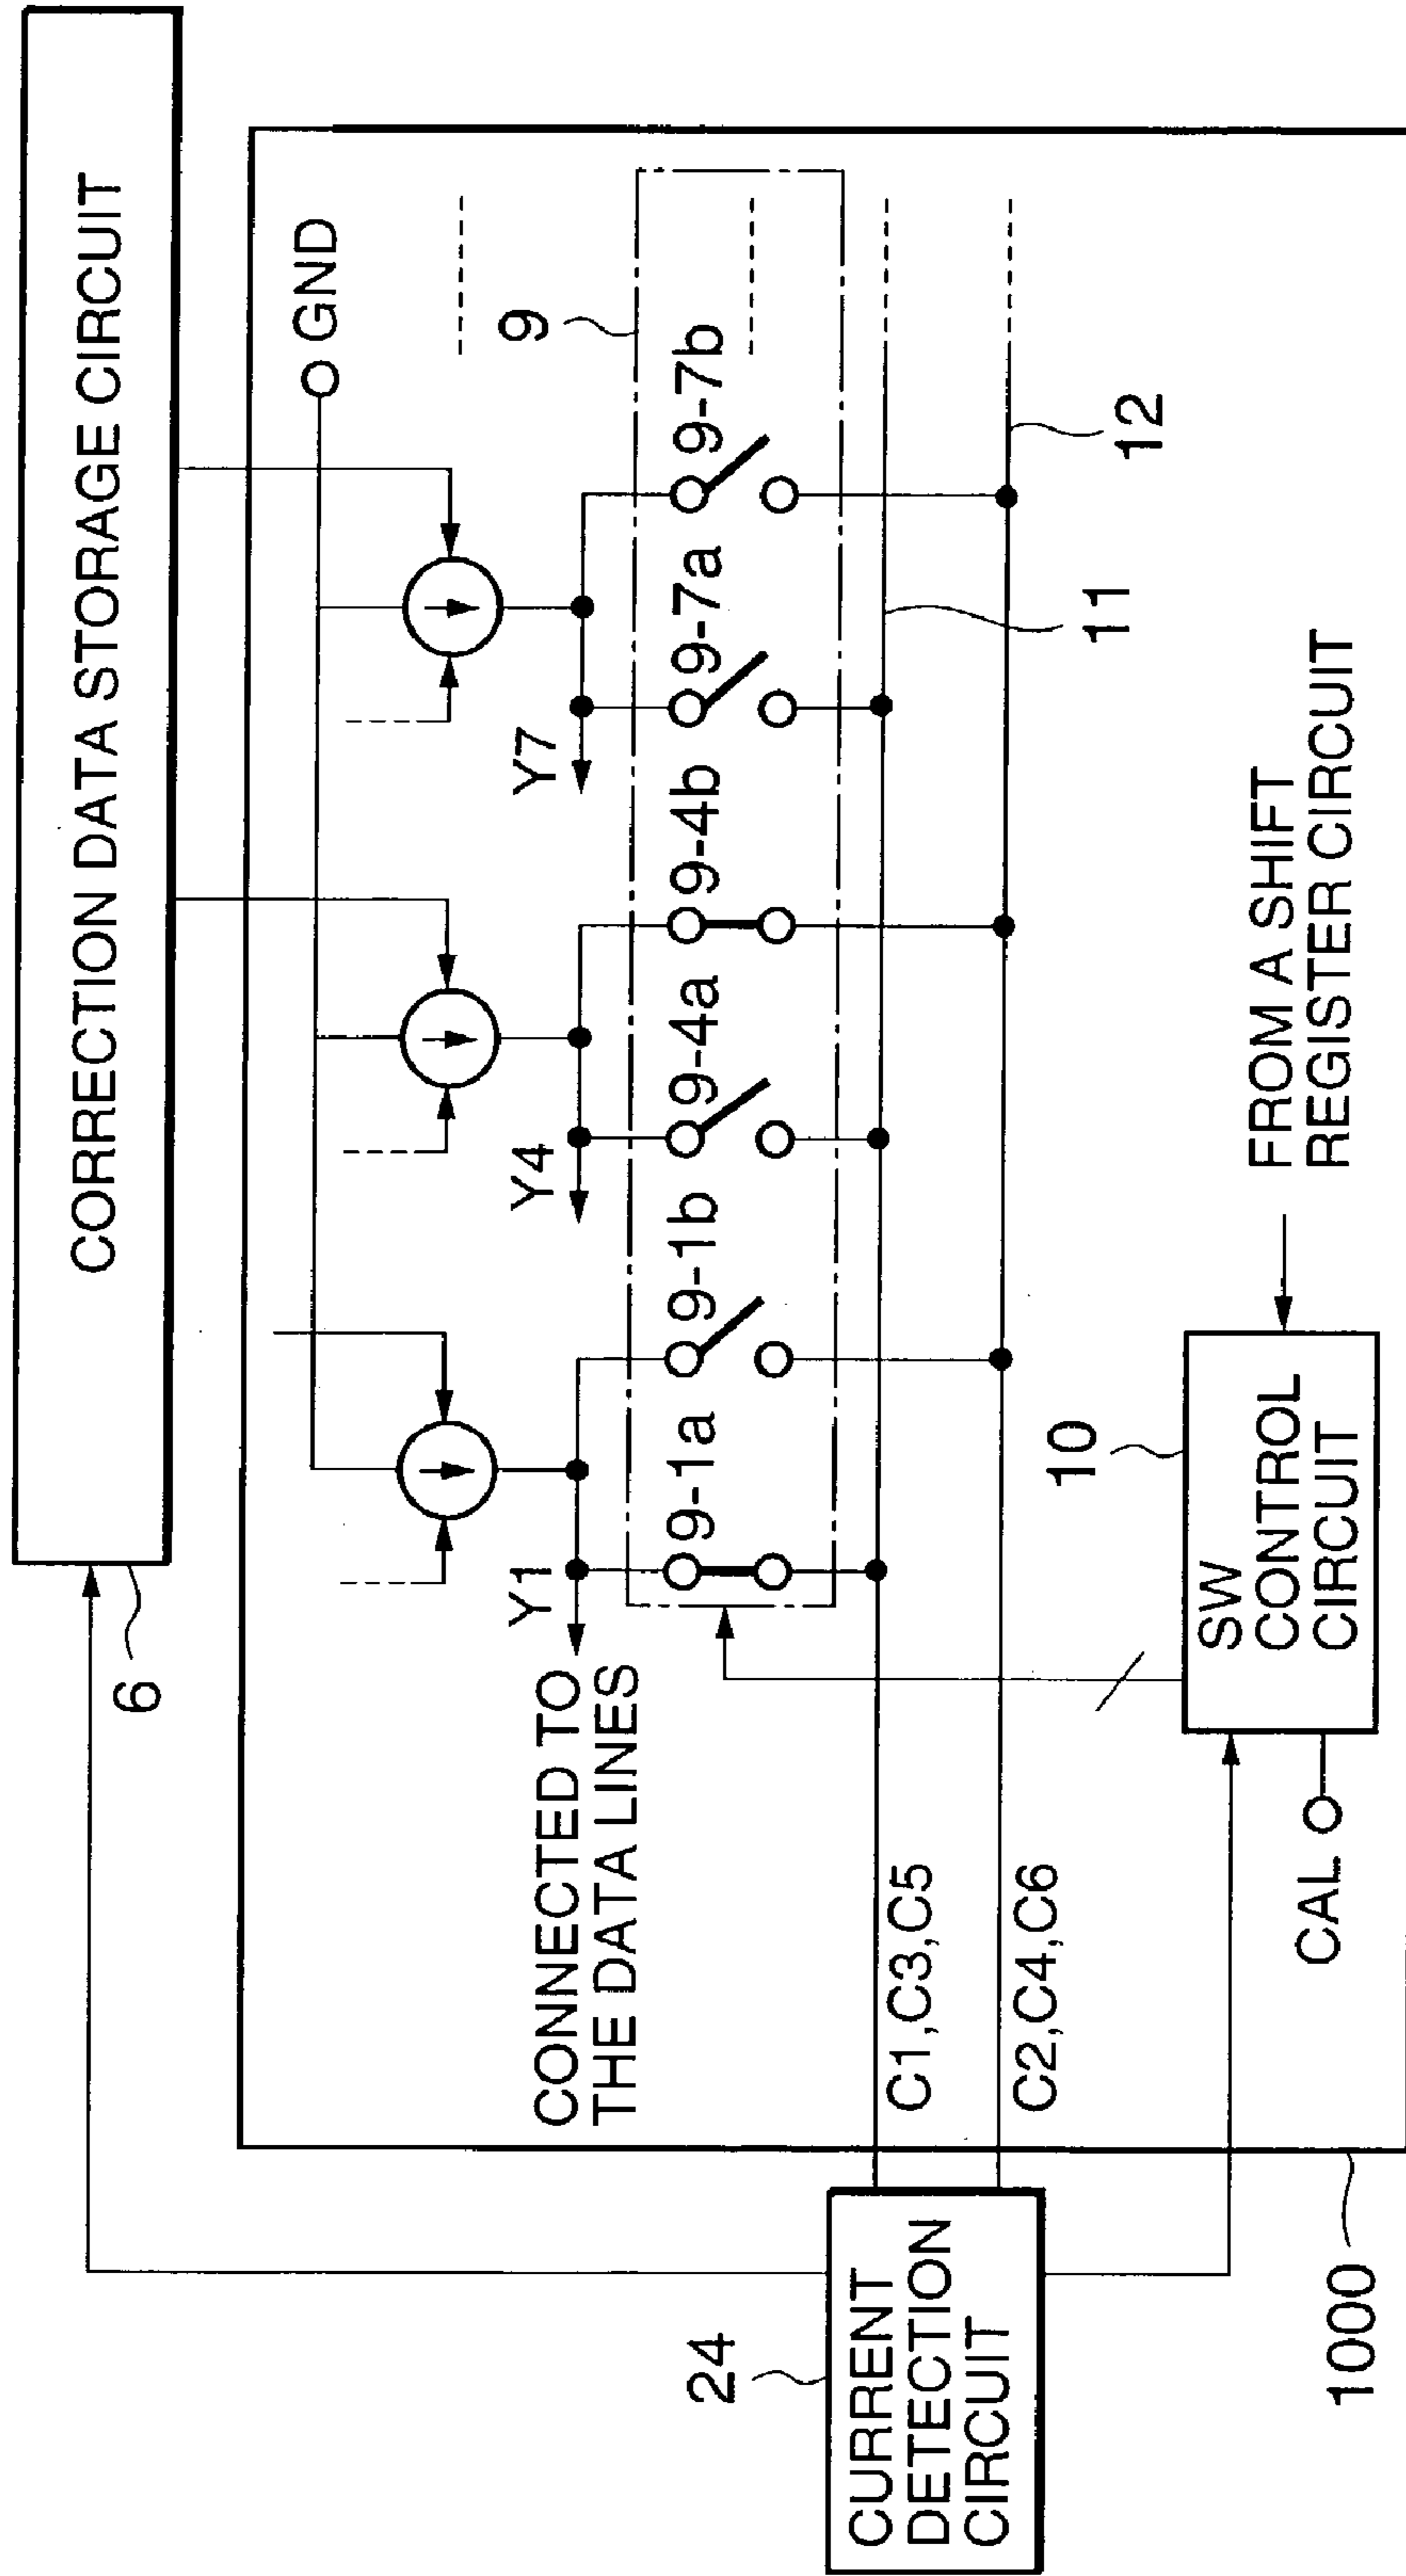 CORRECTION DATA STORAGE CIRCUIT
6
GND
9
Y1
Y4
Y7
CONNECTED TO
THE DATA LINES
9-1a
9-1b
9-4a
9-4b
9-7a
9-7b
24
CURRENT
DETECTION
CIRCUIT
C1,C3,C5
C2,C4,C6
11
12
10
SW
CONTROL
CIRCUIT
CAL
FROM A SHIFT
REGISTER CIRCUIT
1000